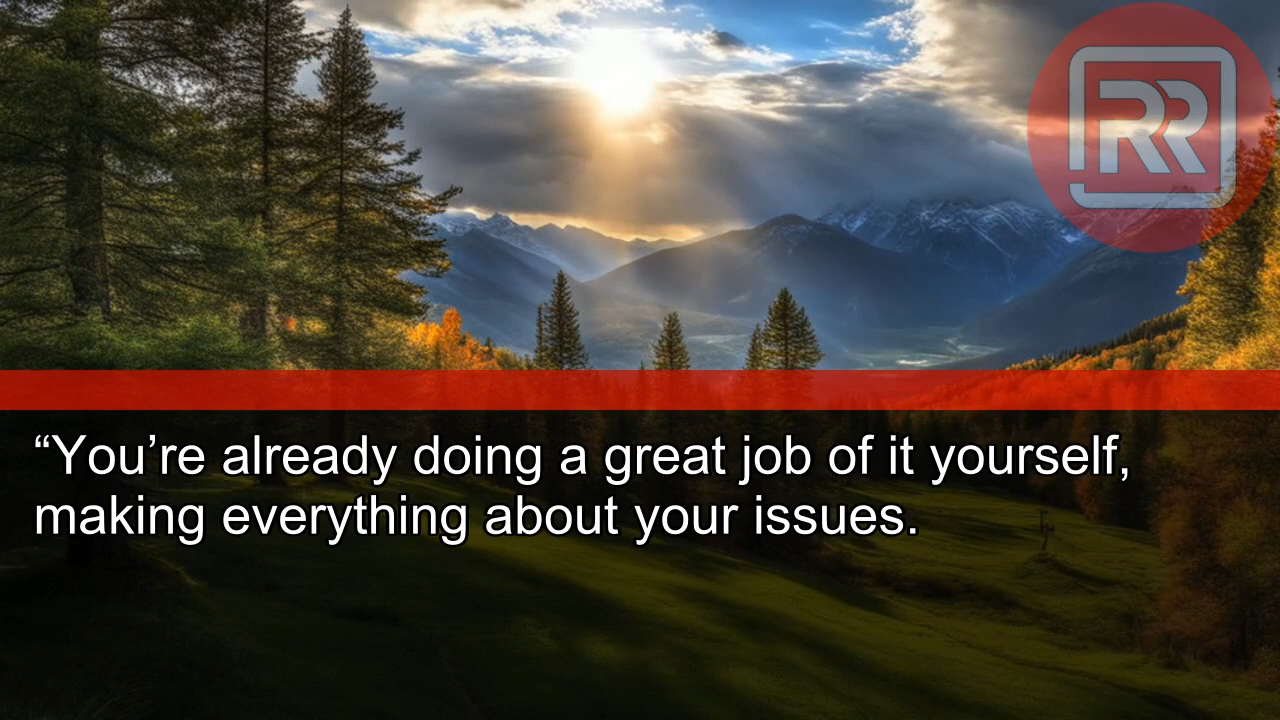 RR
“You’re already doing a great job of it yourself,
making everything about your issues.